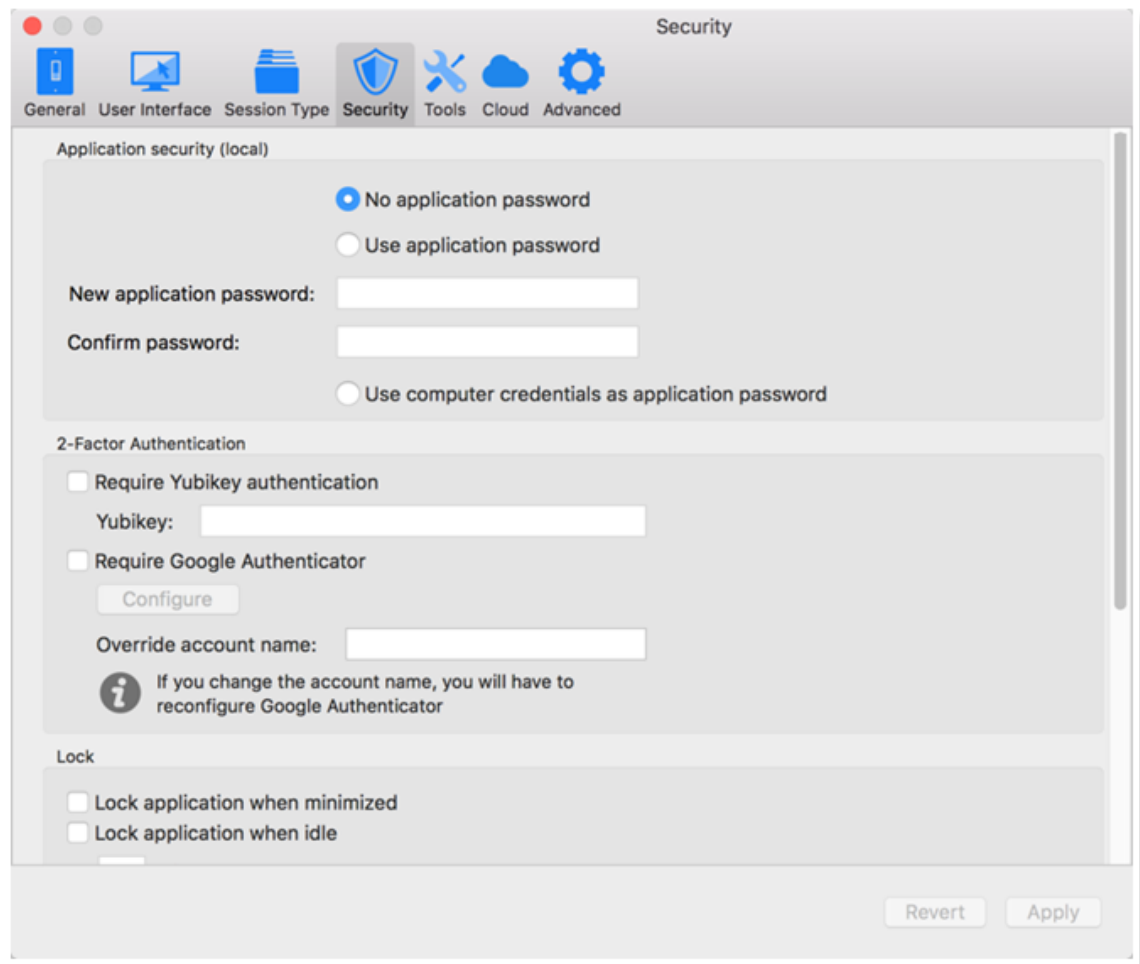 Security
General User Interface Session Type Security Tools Cloud Advanced
Application security (local)
No application password
Use application password
New application password:
Confirm password:
Use computer credentials as application password
2-Factor Authentication
Require Yubikey authentication
Yubikey:
Require Google Authenticator
Configure
Override account name:
If you change the account name, you will have to
reconfigure Google Authenticator
Lock
Lock application when minimized
Lock application when idle
Revert Apply